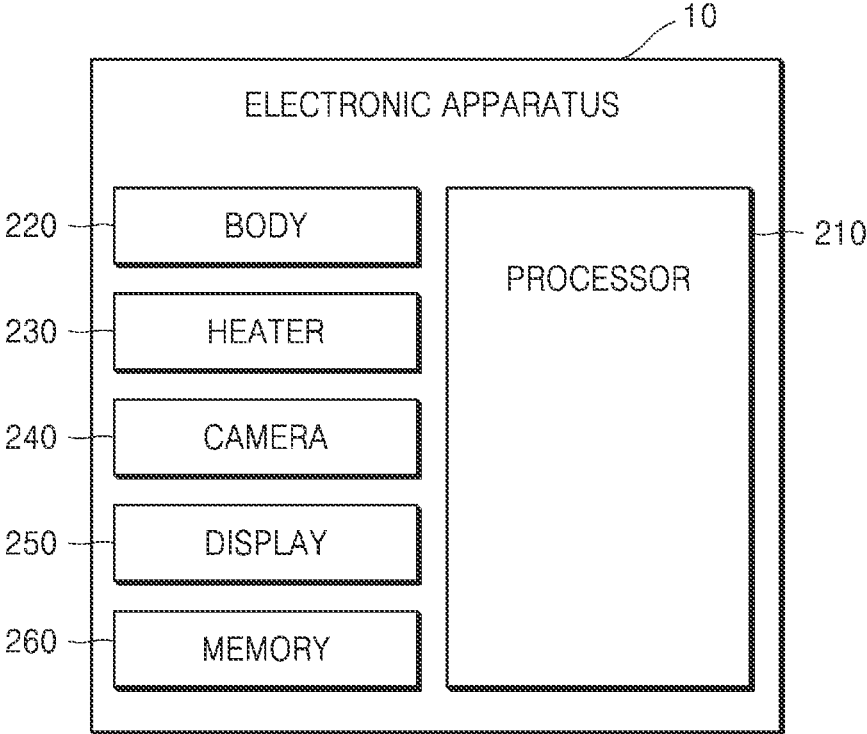 10
ELECTRONIC APPARATUS
220 BODY
210
PROCESSOR
230 HEATER
240 CAMERA
250 DISPLAY
260 MEMORY